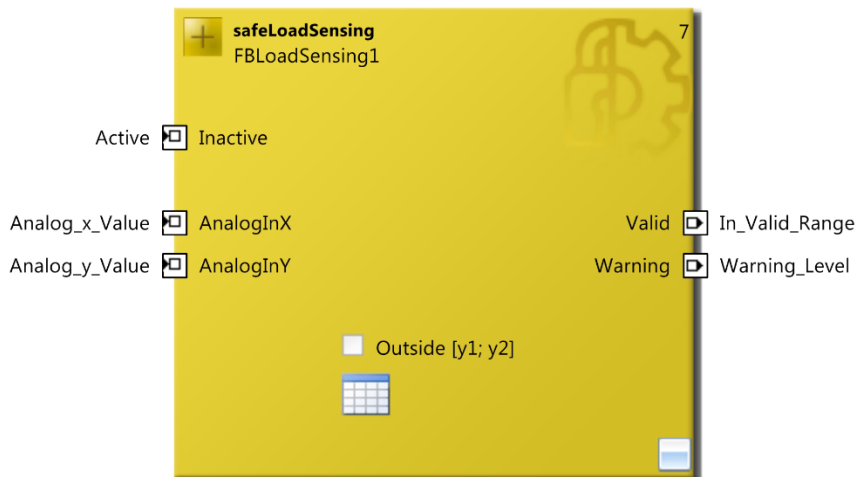 safeLoadSensing 7
FBLoadSensing1
Active Inactive
Analog_x_Value AnalogInX Valid In_Valid_Range
Analog_y_Value AnalogInY Warning Warning_Level
Outside [y1; y2]